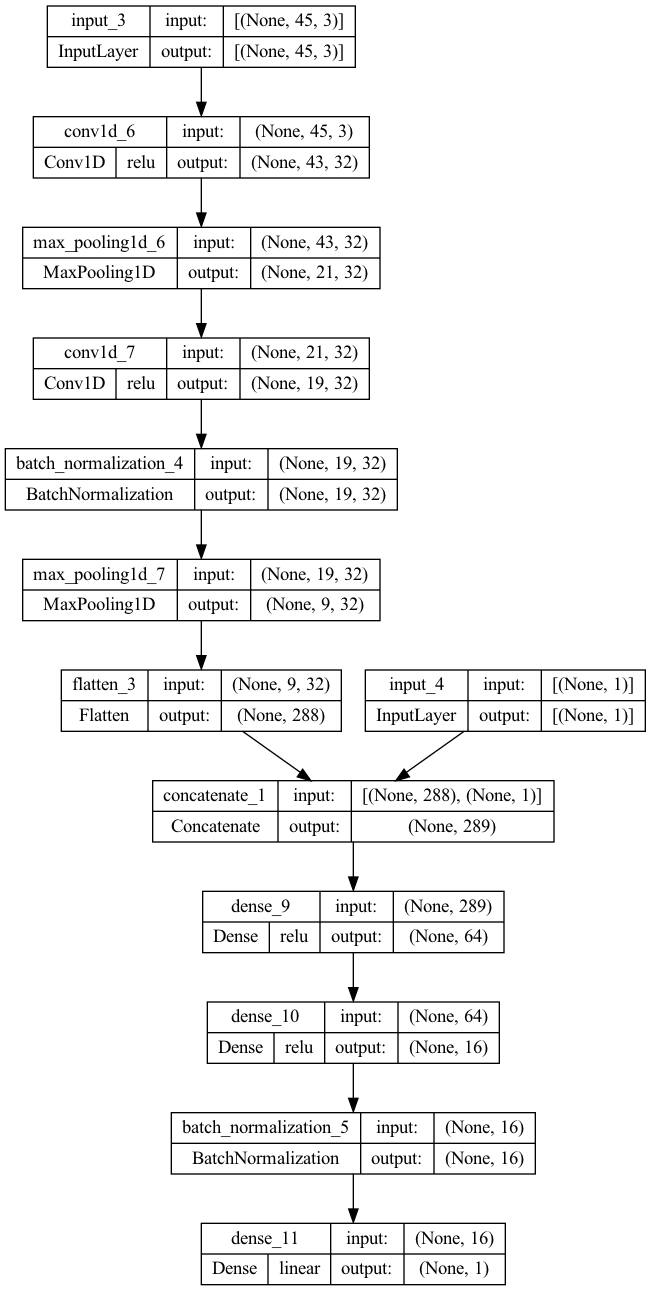 input_3 input: [(None, 45, 3)]
InputLayer output: [(None, 45, 3)]
conv1d_6 input: (None, 45, 3)
Conv1D relu output: (None, 43, 32)
max_pooling1d_6 input: (None, 43, 32)
MaxPooling1D output: (None, 21, 32)
conv1d_7 input: (None, 21, 32)
Conv1D relu output: (None, 19, 32)
batch_normalization_4 input: (None, 19, 32)
BatchNormalization output: (None, 19, 32)
max_pooling1d_7 input: (None, 19, 32)
MaxPooling1D output: (None, 9, 32)
flatten_3 input: (None, 9, 32)
Flatten output: (None, 288)
input_4 input: [(None, 1)]
InputLayer output: [(None, 1)]
concatenate_1 input: [(None, 288), (None, 1)]
Concatenate output: (None, 289)
dense_9 input: (None, 289)
Dense relu output: (None, 64)
dense_10 input: (None, 64)
Dense relu output: (None, 16)
batch_normalization_5 input: (None, 16)
BatchNormalization output: (None, 16)
dense_11 input: (None, 16)
Dense linear output: (None, 1)